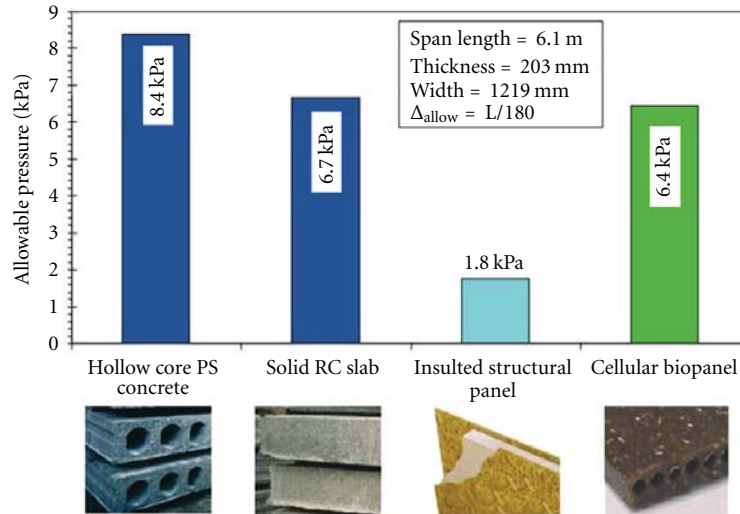 9
8
7
6
5
4
3
2
1
0
Allowable pressure (kPa)
8.4 kPa
6.7 kPa
1.8 kPa
6.4 kPa
Span length = 6.1 m
Thickness = 203 mm
Width = 1219 mm
Δallow = L/180
Hollow core PS
concrete
Solid RC slab
Insulted structural
panel
Cellular biopanel